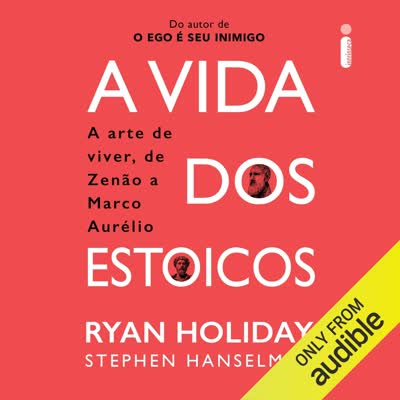 Do autor de
O EGO É SEU INIMIGO
intrínseca
A VIDA
A arte de
viver, de
Zenão a
Marco
Aurélio
DOS
ESTOICOS
RYAN HOLIDAY
STEPHEN HANSELM
ONLY FROM
audible